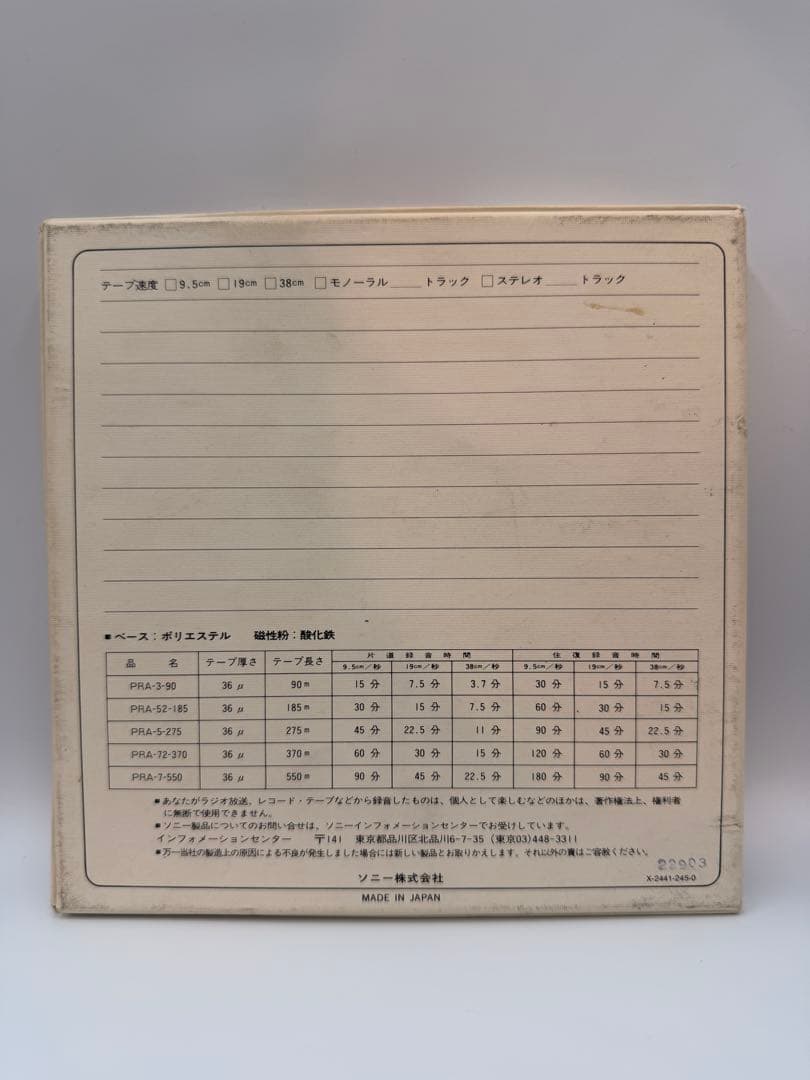 テープ速度 □9.5cm □19cm □38cm □モノーラル____トラック □ステレオ____トラック
■ベース:ポリエステル 磁性粉:酸化鉄
品 名 テープ厚さ テープ長さ 片道録音時間 往復録音時間
9.5cm/秒 19cm/秒 38cm/秒 9.5cm/秒 19cm/秒 38cm/秒
PRA-3-90 36μ 90m 15分 7.5分 3.7分 30分 15分 7.5分
PRA-52-185 36μ 185m 30分 15分 7.5分 60分 30分 15分
PRA-5-275 36μ 275m 45分 22.5分 11分 90分 45分 22.5分
PRA-72-370 36μ 370m 60分 30分 15分 120分 60分 30分
PRA-7-550 36μ 550m 90分 45分 22.5分 180分 90分 45分
■あなたがラジオ放送、レコード・テープなどから録音したものは、個人として楽しむなどのほかは、著作権法上、権利者
に無断で使用できません。
■ソニー製品についてのお問い合せは、ソニーインフォメーションセンターでお受けしています。
インフォメーションセンター 〒141 東京都品川区北品川6-7-35(東京03)448-3311
■万一当社の製造上の原因による不良が発生しました場合には新しい製品とお取りかえします。それ以外の責はご容赦ください。
22903
ソニー株式会社
X-2441-245-0
MADE IN JAPAN